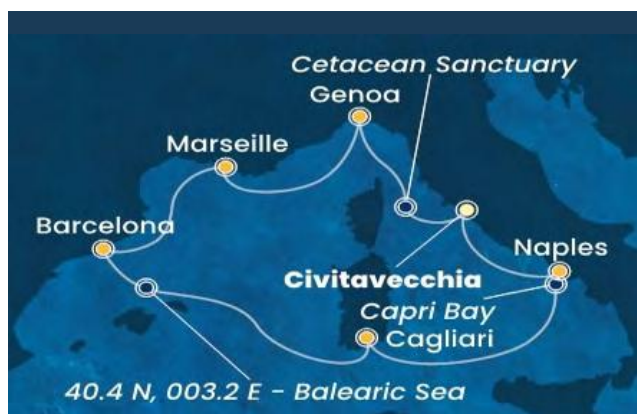 Cetacean Sanctuary
Genoa
Marseille
Barcelona
Naples
Civitavecchia
Capri Bay
Cagliari
40.4 N, 003.2 E - Balearic Sea